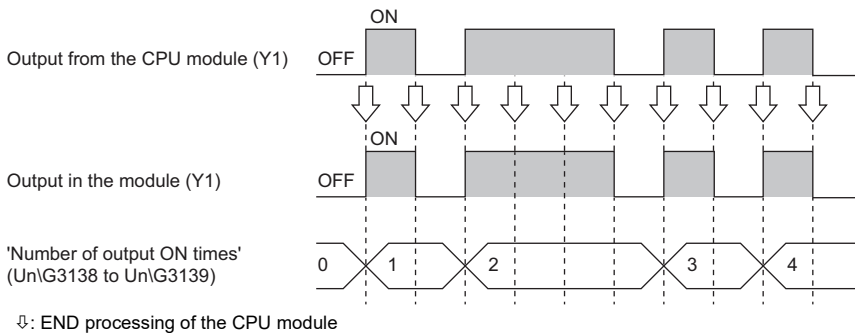 ON
Output from the CPU module (Y1) OFF
ON
Output in the module (Y1) OFF
'Number of output ON times' 0 1 2 3 4
(Un\G3138 to Un\G3139)
⇩: END processing of the CPU module